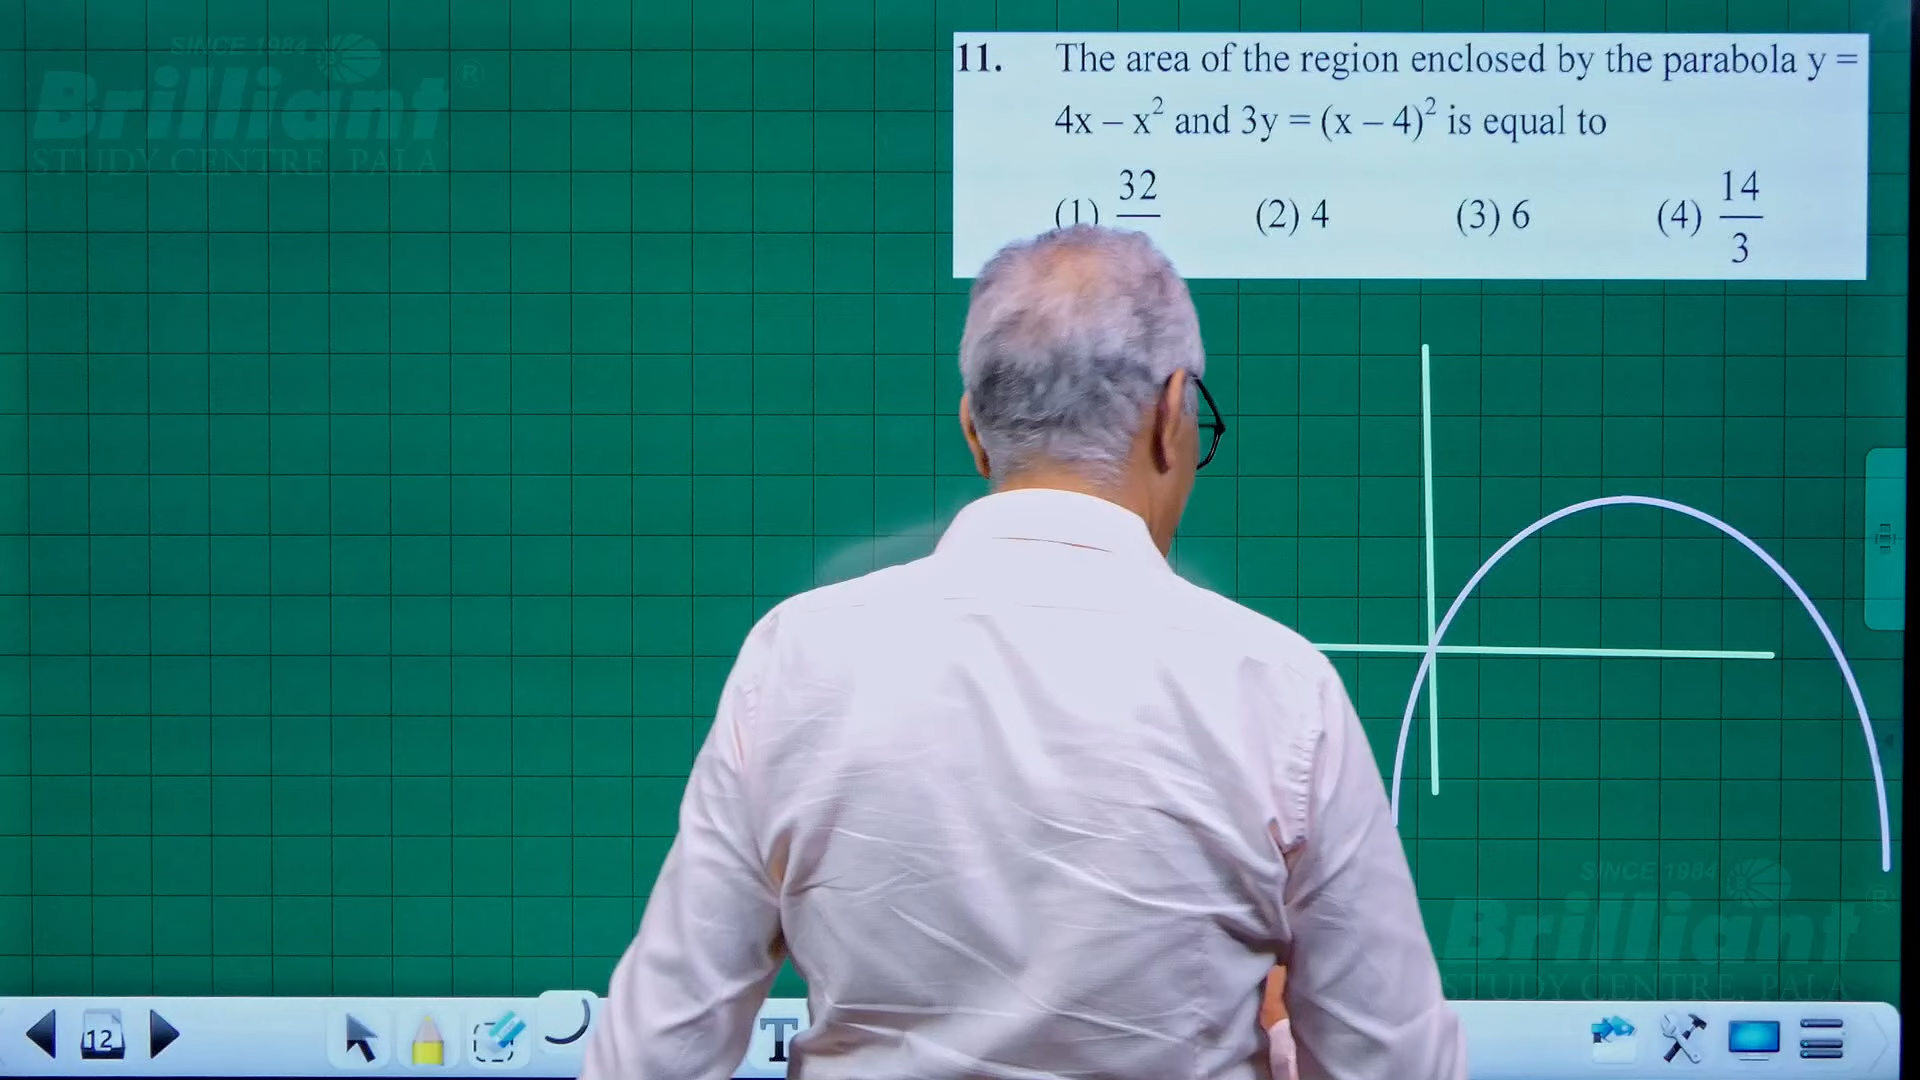 SINCE 1984
Brilliant ®
STUDY CENTRE, PALA
11. The area of the region enclosed by the parabola y =
4x – x² and 3y = (x – 4)² is equal to
(1) 32 (2) 4 (3) 6 (4) 14/3
SINCE 1984
Brilliant ®
STUDY CENTRE, PALA
12
T